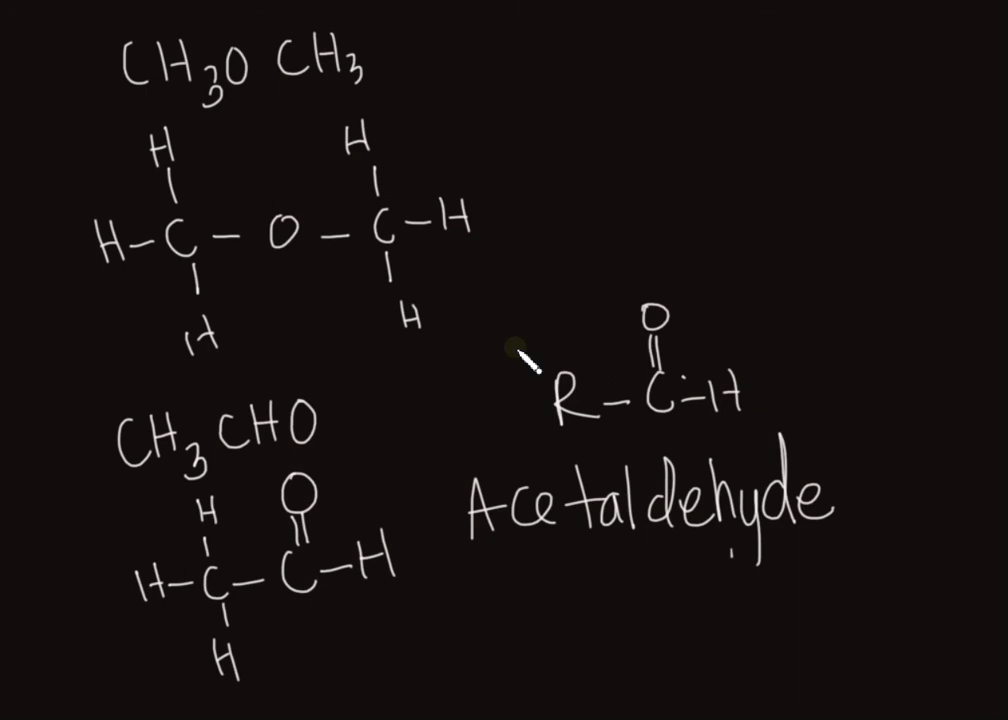 CH3O CH3
H H
H-C-O-C-H
H H
CH3CHO
H O
H-C-C-H
H
O
R-C-H
Acetaldehyde